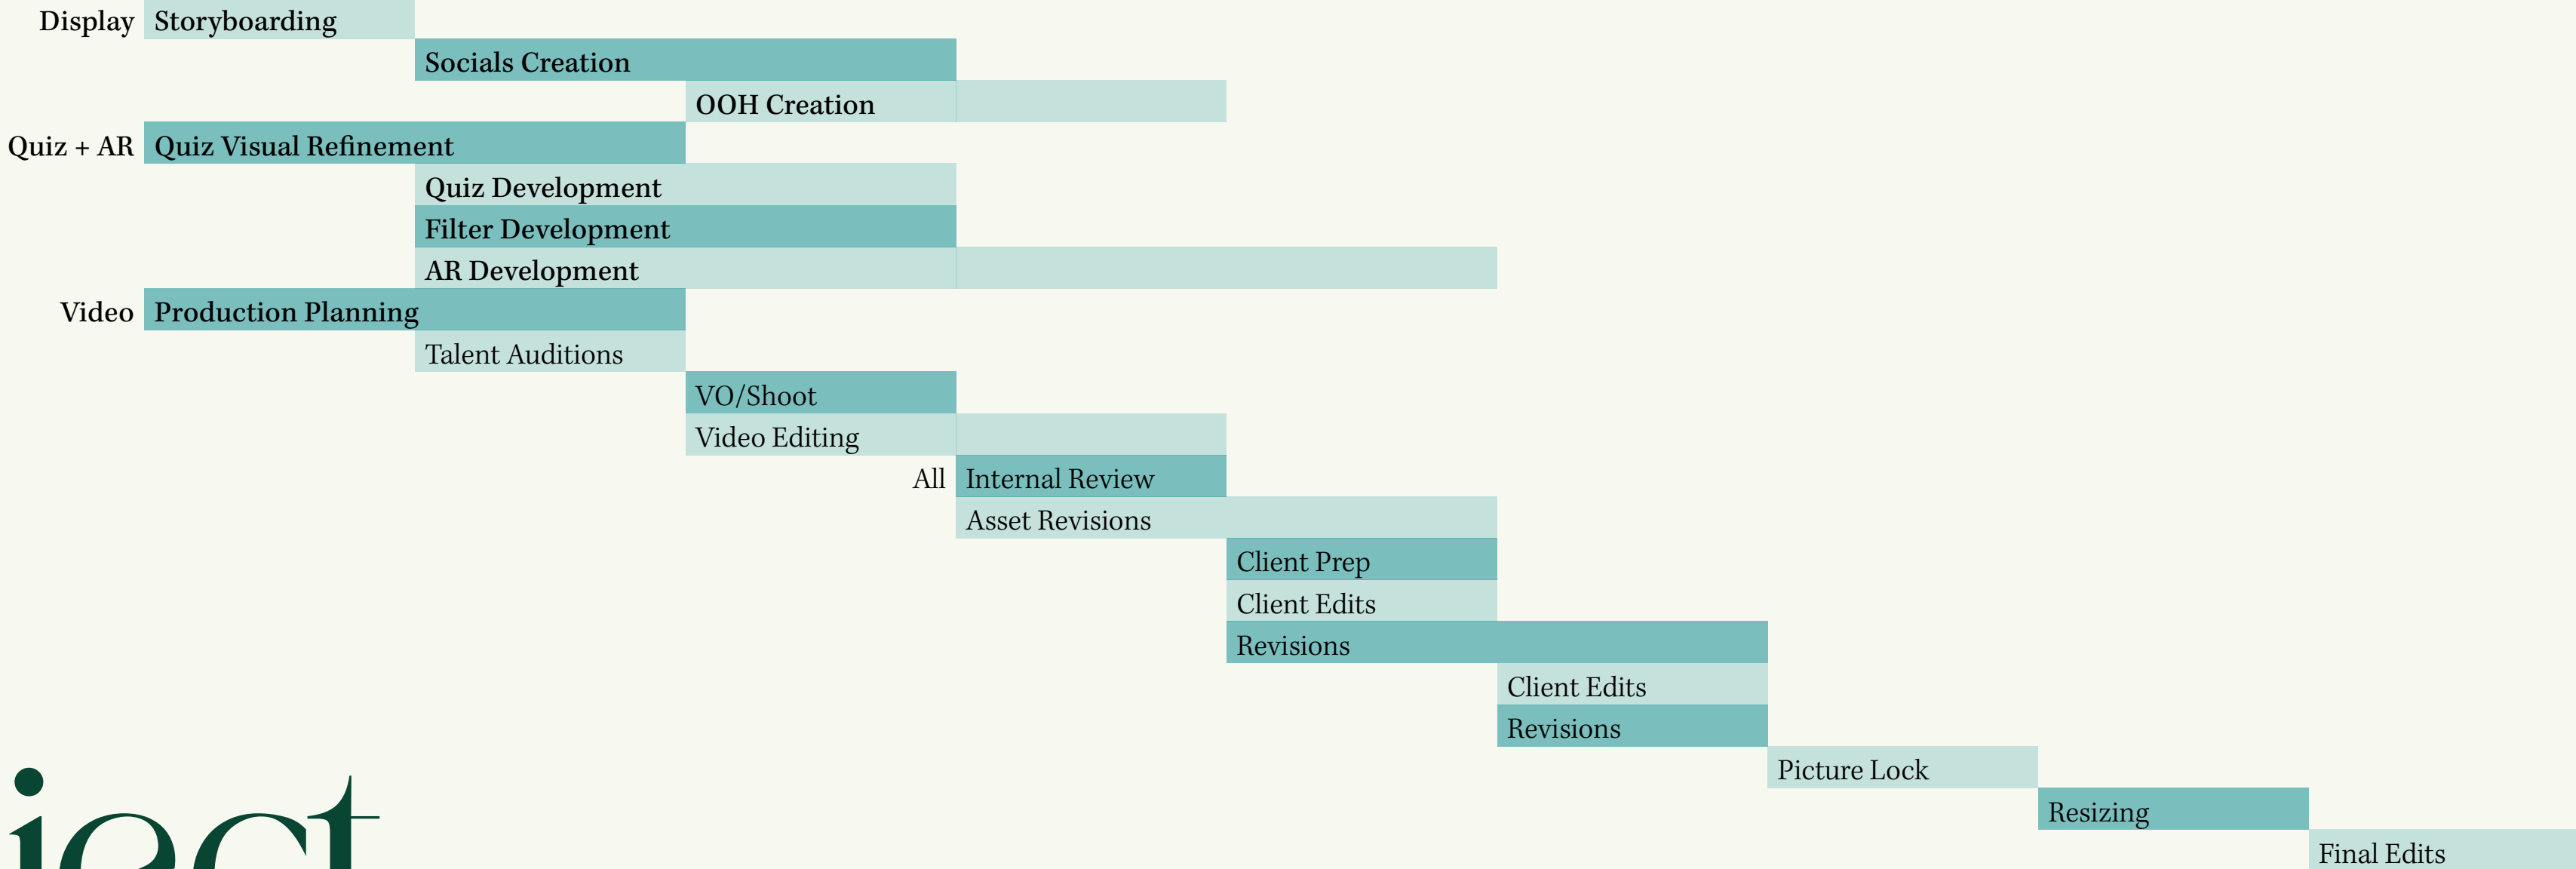 Display Storyboarding
Socials Creation
OOH Creation
Quiz + AR Quiz Visual Refinement
Quiz Development
Filter Development
AR Development
Video Production Planning
Talent Auditions
VO/Shoot
Video Editing
All Internal Review
Asset Revisions
Client Prep
Client Edits
Revisions
Client Edits
Revisions
Picture Lock
Resizing
Final Edits
ject